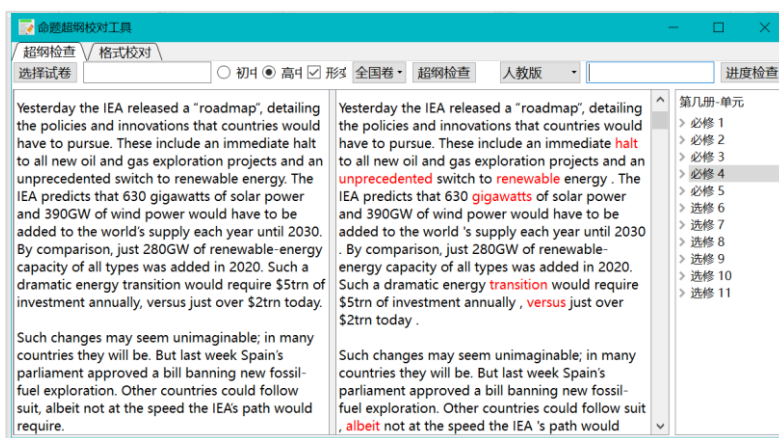 命题超纲校对工具
超纲检查 格式校对
选择试卷 初中 高中 形变 全国卷 超纲检查 人教版 进度检查
Yesterday the IEA released a “roadmap”, detailing
the policies and innovations that countries would
have to pursue. These include an immediate halt
to all new oil and gas exploration projects and an
unprecedented switch to renewable energy. The
IEA predicts that 630 gigawatts of solar power
and 390GW of wind power would have to be
added to the world’s supply each year until 2030.
By comparison, just 280GW of renewable-energy
capacity of all types was added in 2020. Such a
dramatic energy transition would require $5trn of
investment annually, versus just over $2trn today.
Such changes may seem unimaginable; in many
countries they will be. But last week Spain’s
parliament approved a bill banning new fossil-
fuel exploration. Other countries could follow
suit, albeit not at the speed the IEA’s path would
require.
Yesterday the IEA released a “roadmap”, detailing
the policies and innovations that countries would
have to pursue. These include an immediate halt
to all new oil and gas exploration projects and an
unprecedented switch to renewable energy . The
IEA predicts that 630 gigawatts of solar power
and 390GW of wind power would have to be
added to the world 's supply each year until 2030
. By comparison, just 280GW of renewable-
energy capacity of all types was added in 2020.
Such a dramatic energy transition would require
$5trn of investment annually , versus just over
$2trn today .
Such changes may seem unimaginable; in many
countries they will be. But last week Spain’s
parliament approved a bill banning new fossil-
fuel exploration. Other countries could follow suit
, albeit not at the speed the IEA 's path would
第几册-单元
必修 1
必修 2
必修 3
必修 4
必修 5
选修 6
选修 7
选修 8
选修 9
选修 10
选修 11